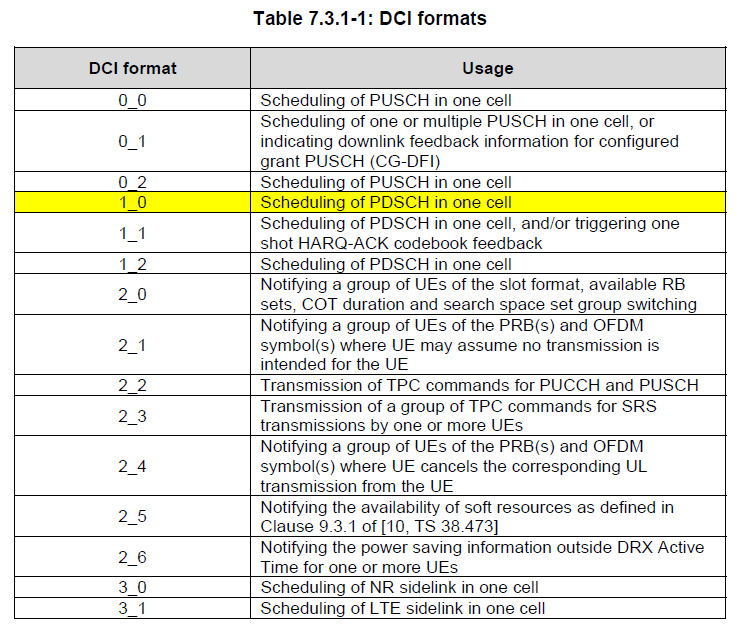 Table 7.3.1-1: DCI formats
DCI format
Usage
0_0
Scheduling of PUSCH in one cell
0_1
Scheduling of one or multiple PUSCH in one cell, or
indicating downlink feedback information for configured
grant PUSCH (CG-DFI)
0_2
Scheduling of PUSCH in one cell
1_0
Scheduling of PDSCH in one cell
1_1
Scheduling of PDSCH in one cell, and/or triggering one
shot HARQ-ACK codebook feedback
1_2
Scheduling of PDSCH in one cell
2_0
Notifying a group of UEs of the slot format, available RB
sets, COT duration and search space set group switching
2_1
Notifying a group of UEs of the PRB(s) and OFDM
symbol(s) where UE may assume no transmission is
intended for the UE
2_2
Transmission of TPC commands for PUCCH and PUSCH
2_3
Transmission of a group of TPC commands for SRS
transmissions by one or more UEs
2_4
Notifying a group of UEs of the PRB(s) and OFDM
symbol(s) where UE cancels the corresponding UL
transmission from the UE
2_5
Notifying the availability of soft resources as defined in
Clause 9.3.1 of [10, TS 38.473]
2_6
Notifying the power saving information outside DRX Active
Time for one or more UEs
3_0
Scheduling of NR sidelink in one cell
3_1
Scheduling of LTE sidelink in one cell